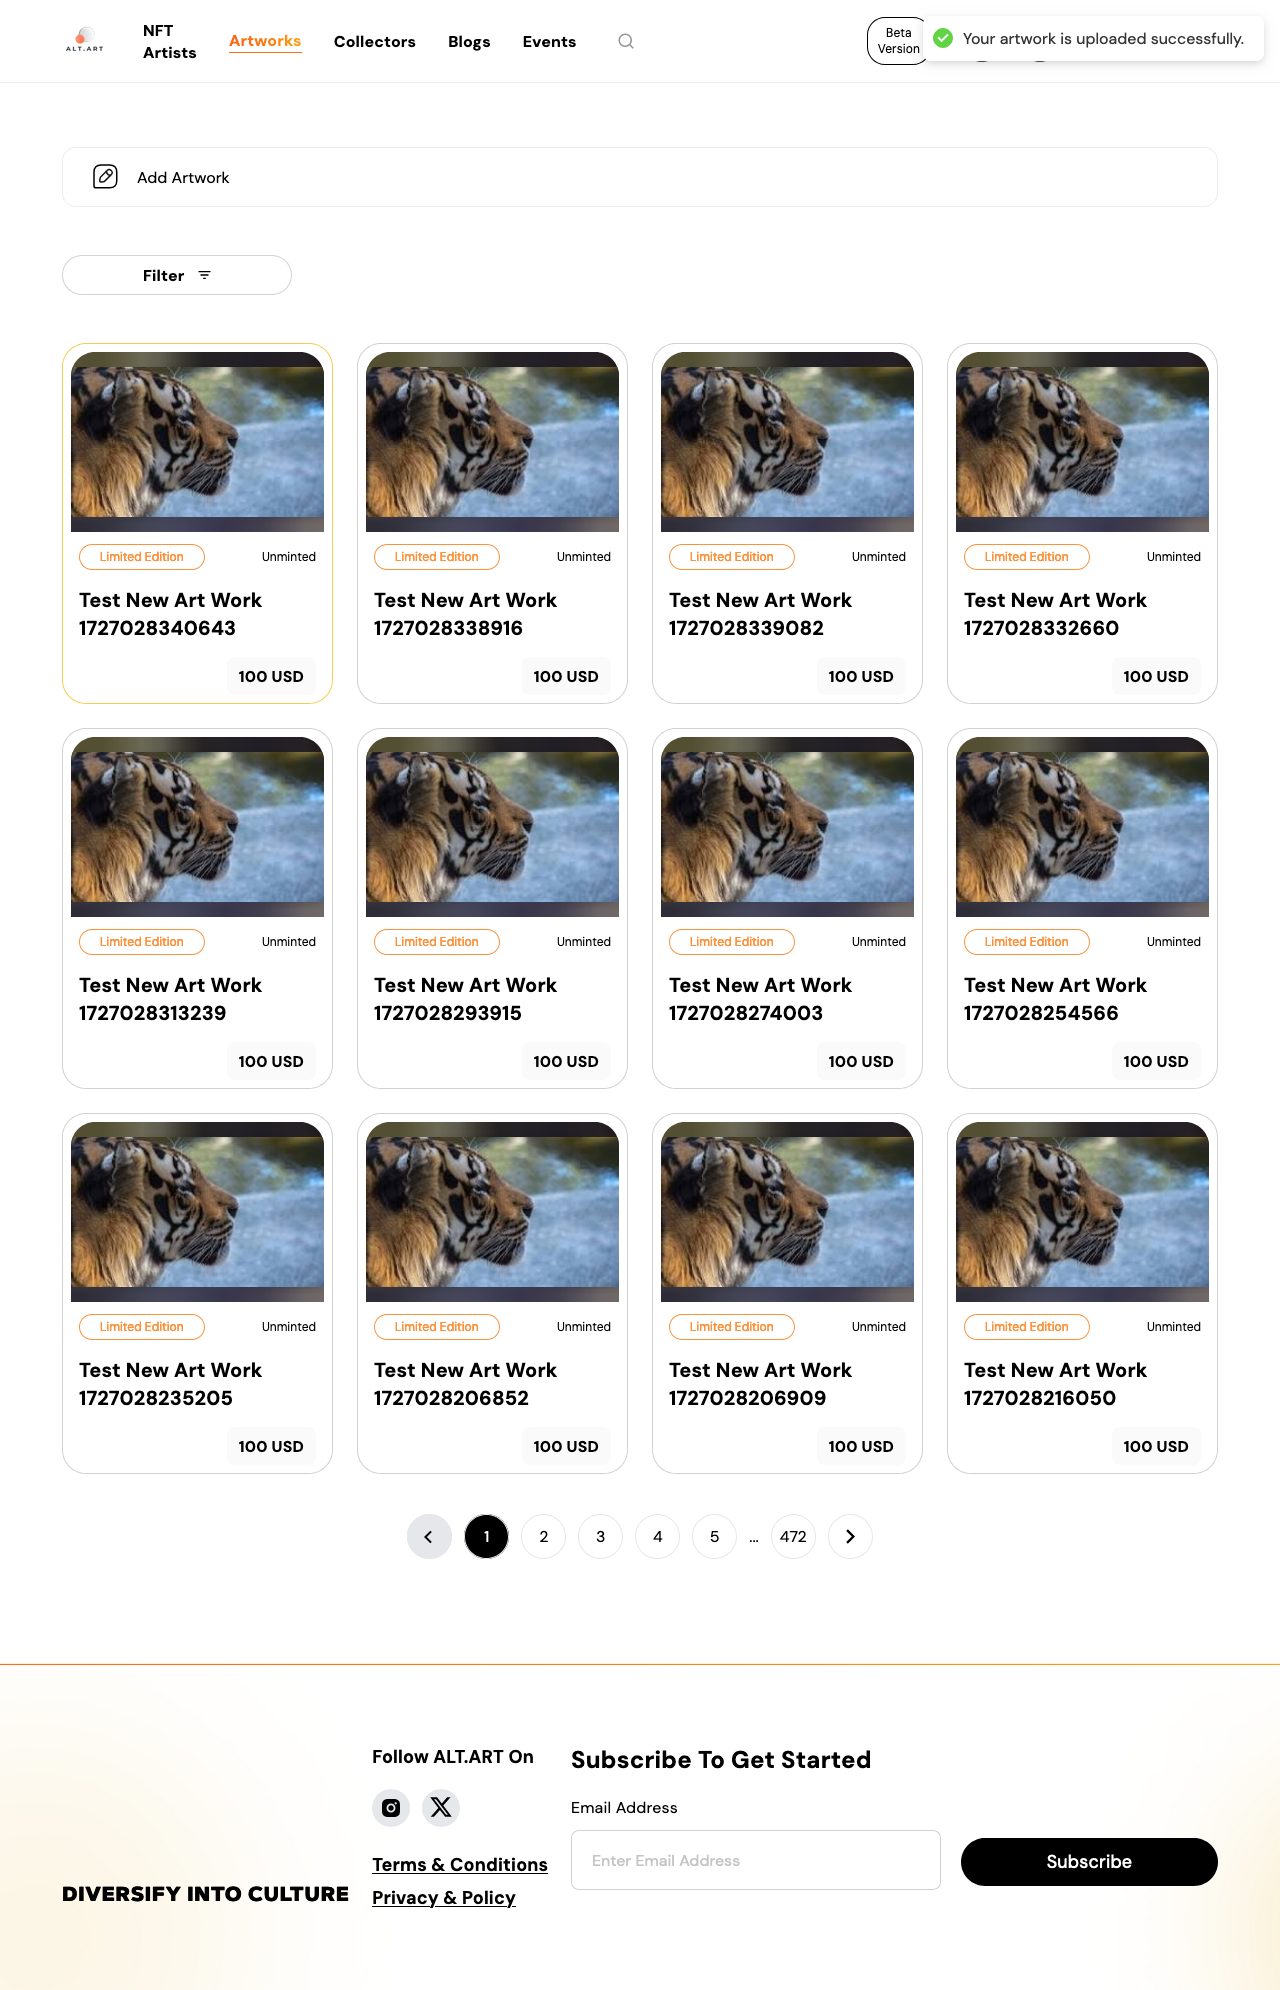 ALT.ART
NFT
Artists
Artworks
Collectors
Blogs
Events
Beta
Version
Your artwork is uploaded successfully.
Add Artwork
Filter
Limited Edition
Unminted
Test New Art Work
1727028340643
100 USD
Limited Edition
Unminted
Test New Art Work
1727028338916
100 USD
Limited Edition
Unminted
Test New Art Work
1727028339082
100 USD
Limited Edition
Unminted
Test New Art Work
1727028332660
100 USD
Limited Edition
Unminted
Test New Art Work
1727028313239
100 USD
Limited Edition
Unminted
Test New Art Work
1727028293915
100 USD
Limited Edition
Unminted
Test New Art Work
1727028274003
100 USD
Limited Edition
Unminted
Test New Art Work
1727028254566
100 USD
Limited Edition
Unminted
Test New Art Work
1727028235205
100 USD
Limited Edition
Unminted
Test New Art Work
1727028206852
100 USD
Limited Edition
Unminted
Test New Art Work
1727028206909
100 USD
Limited Edition
Unminted
Test New Art Work
1727028216050
100 USD
1 2 3 4 5 ... 472
DIVERSIFY INTO CULTURE
Follow ALT.ART On
Terms & Conditions
Privacy & Policy
Subscribe To Get Started
Email Address
Enter Email Address
Subscribe